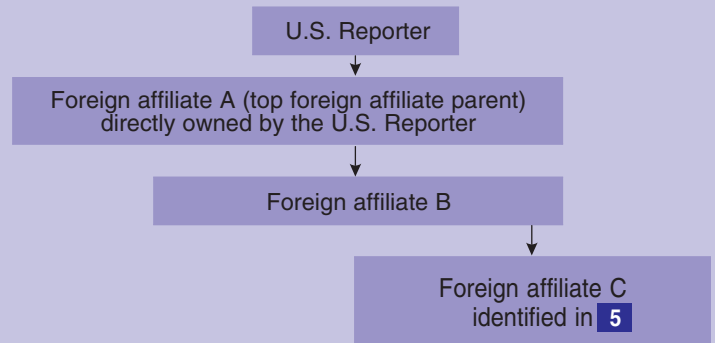 U.S. Reporter
Foreign affiliate A (top foreign affiliate parent)
directly owned by the U.S. Reporter
Foreign affiliate B
Foreign affiliate C
identified in 5